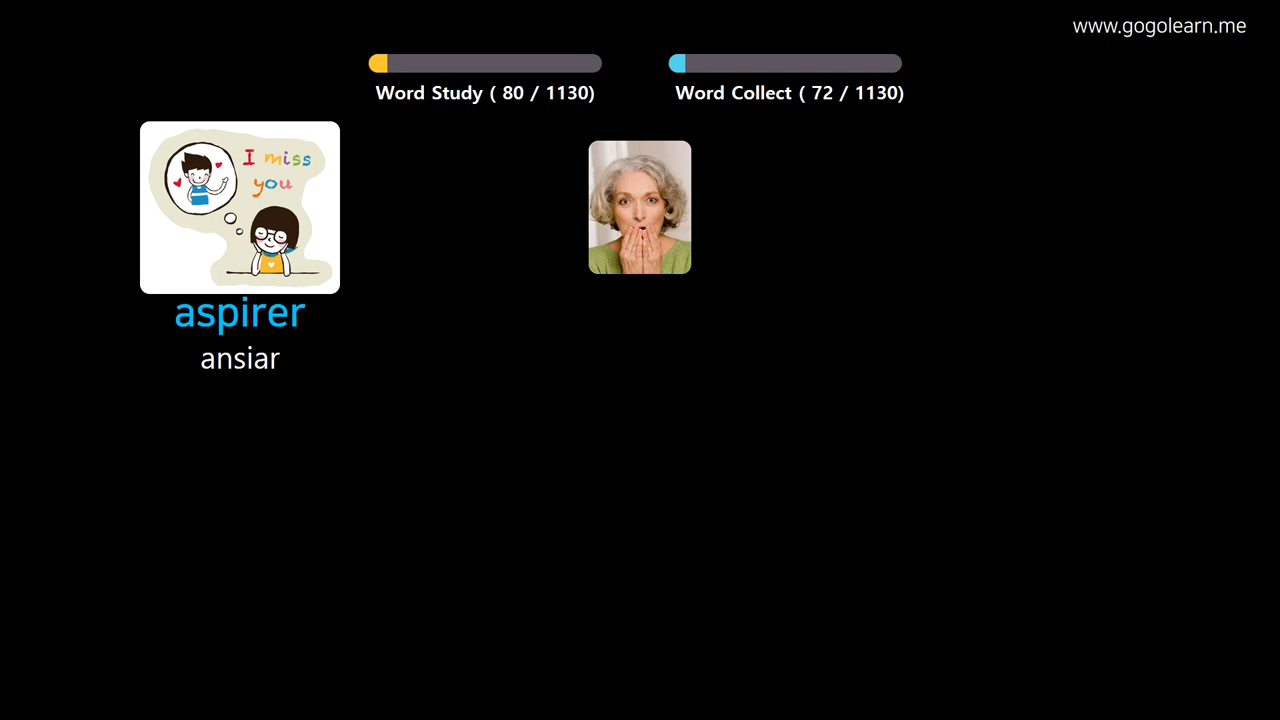 www.gogolearn.me
Word Study ( 80 / 1130)
Word Collect ( 72 / 1130)
I miss
you
aspirer
ansiar